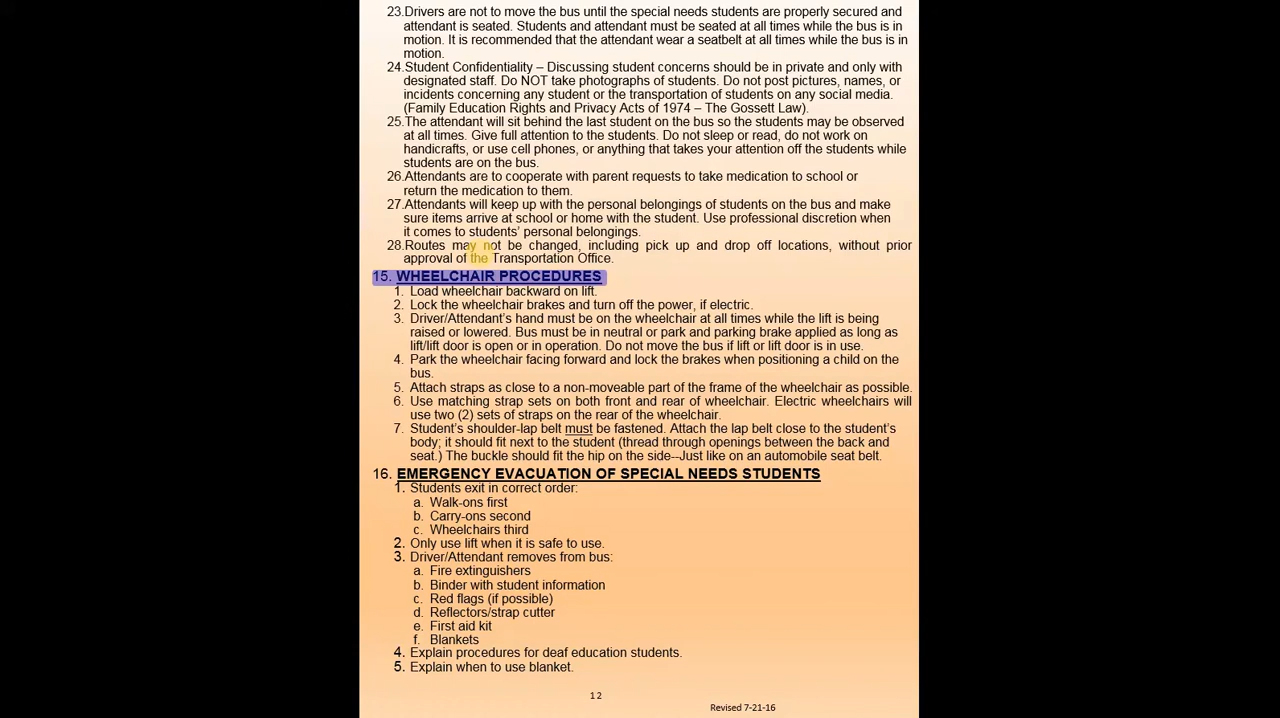 23.Drivers are not to move the bus until the special needs students are properly secured and
attendant is seated. Students and attendant must be seated at all times while the bus is in
motion. It is recommended that the attendant wear a seatbelt at all times while the bus is in
motion.
24.Student Confidentiality – Discussing student concerns should be in private and only with
designated staff. Do NOT take photographs of students. Do not post pictures, names, or
incidents concerning any student or the transportation of students on any social media.
(Family Education Rights and Privacy Acts of 1974 – The Gossett Law).
25.The attendant will sit behind the last student on the bus so the students may be observed
at all times. Give full attention to the students. Do not sleep or read, do not work on
handicrafts, or use cell phones, or anything that takes your attention off the students while
students are on the bus.
26.Attendants are to cooperate with parent requests to take medication to school or
return the medication to them.
27.Attendants will keep up with the personal belongings of students on the bus and make
sure items arrive at school or home with the student. Use professional discretion when
it comes to students’ personal belongings.
28.Routes may not be changed, including pick up and drop off locations, without prior
approval of the Transportation Office.
15. WHEELCHAIR PROCEDURES
1. Load wheelchair backward on lift.
2. Lock the wheelchair brakes and turn off the power, if electric.
3. Driver/Attendant’s hand must be on the wheelchair at all times while the lift is being
raised or lowered. Bus must be in neutral or park and parking brake applied as long as
lift/lift door is open or in operation. Do not move the bus if lift or lift door is in use.
4. Park the wheelchair facing forward and lock the brakes when positioning a child on the
bus.
5. Attach straps as close to a non-moveable part of the frame of the wheelchair as possible.
6. Use matching strap sets on both front and rear of wheelchair. Electric wheelchairs will
use two (2) sets of straps on the rear of the wheelchair.
7. Student’s shoulder-lap belt must be fastened. Attach the lap belt close to the student’s
body; it should fit next to the student (thread through openings between the back and
seat.) The buckle should fit the hip on the side--Just like on an automobile seat belt.
16. EMERGENCY EVACUATION OF SPECIAL NEEDS STUDENTS
1. Students exit in correct order:
a. Walk-ons first
b. Carry-ons second
c. Wheelchairs third
2. Only use lift when it is safe to use.
3. Driver/Attendant removes from bus:
a. Fire extinguishers
b. Binder with student information
c. Red flags (if possible)
d. Reflectors/strap cutter
e. First aid kit
f. Blankets
4. Explain procedures for deaf education students.
5. Explain when to use blanket.
12
Revised 7-21-16